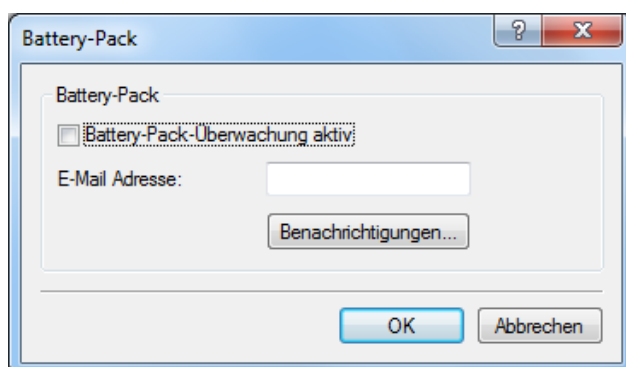 Battery-Pack
Battery-Pack
Battery-Pack-Überwachung aktiv
E-Mail Adresse:
Benachrichtigungen...
OK
Abbrechen